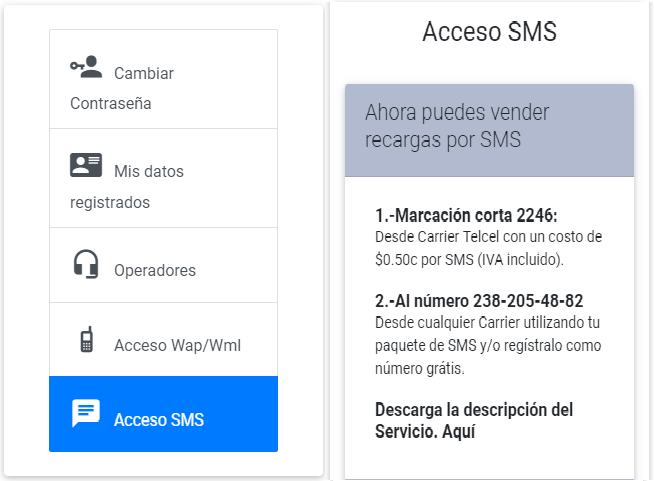 Cambiar
Contraseña
Mis datos
registrados
Operadores
Acceso Wap/Wml
Acceso SMS
Acceso SMS
Ahora puedes vender
recargas por SMS
1.-Marcación corta 2246:
Desde Carrier Telcel con un costo de
$0.50c por SMS (IVA incluido).
2.-Al número 238-205-48-82
Desde cualquier Carrier utilizando tu
paquete de SMS y/o regístralo como
número grátis.
Descarga la descripción del
Servicio. Aquí